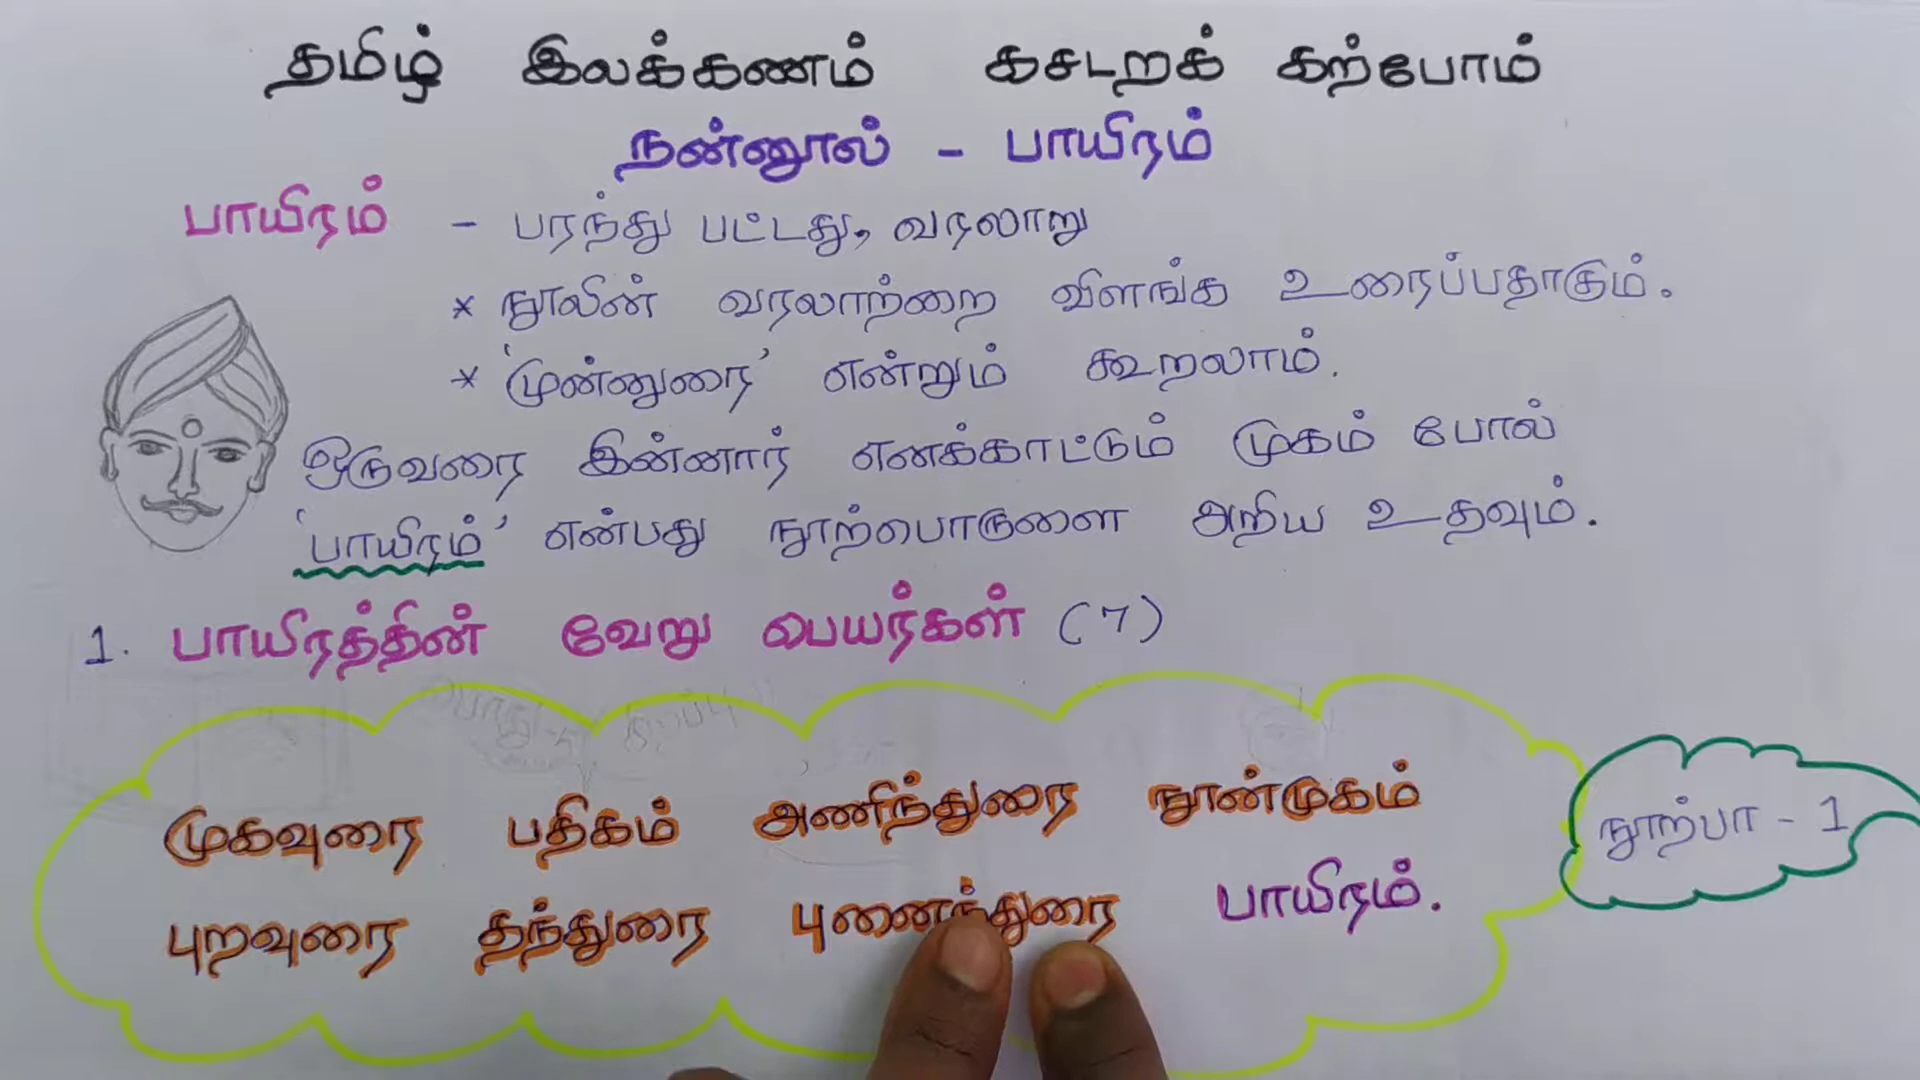 தமிழ் இலக்கணம் கசடறக் கற்போம்
நன்னூல் - பாயிரம்
பாயிரம் - பரந்து பட்டது, வரலாறு
* நூலின் வரலாற்றை விளங்க உரைப்பதாகும்.
* 'முன்னுரை' என்றும் கூறலாம்.
ஒருவரை இன்னார் எனக்காட்டும் முகம் போல்
'பாயிரம்' என்பது நூற்பொருளை அறிய உதவும்.
1. பாயிரத்தின் வேறு பெயர்கள் (7)
முகவுரை பதிகம் அணிந்துரை நூன்முகம்
புறவுரை தந்துரை புனைந்துரை பாயிரம்.
நூற்பா - 1